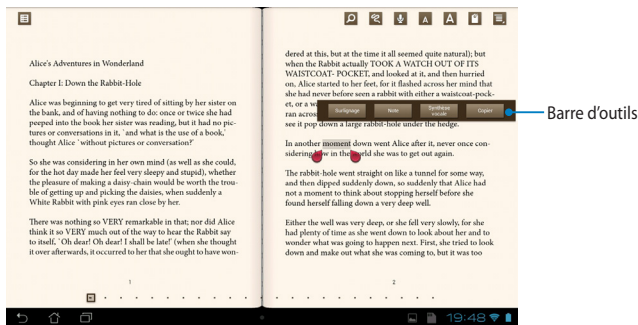 Alice's Adventures in Wonderland
Chapter I: Down the Rabbit-Hole
Alice was beginning to get very tired of sitting by her sister on
the bank, and of having nothing to do: once or twice she had
peeped into the book her sister was reading, but it had no pic-
tures or conversations in it, `and what is the use of a book,'
thought Alice `without pictures or conversation?'
So she was considering in her own mind (as well as she could,
for the hot day made her feel very sleepy and stupid), whether
the pleasure of making a daisy-chain would be worth the trou-
ble of getting up and picking the daisies, when suddenly a
White Rabbit with pink eyes ran close by her.
There was nothing so VERY remarkable in that; nor did Alice
think it so VERY much out of the way to hear the Rabbit say
to itself, `Oh dear! Oh dear! I shall be late!' (when she thought
it over afterwards, it occurred to her that she ought to have won-
1
dered at this, but at the time it all seemed quite natural); but
when the Rabbit actually TOOK A WATCH OUT OF ITS
WAISTCOAT- POCKET, and looked at it, and then hurried
on, Alice started to her feet, for it flashed across her mind that
she had never before seen a rabbit with either a waistcoat-pock-
et, or a wa
Surlignage Note Synthèse vocale Copier
Barre d'outils
ran across
see it pop down a large rabbit-hole under the hedge.
In another moment down went Alice after it, never once con-
sidering how in the world she was to get out again.
The rabbit-hole went straight on like a tunnel for some way,
and then dipped suddenly down, so suddenly that Alice had
not a moment to think about stopping herself before she
found herself falling down a very deep well.
Either the well was very deep, or she fell very slowly, for she
had plenty of time as she went down to look about her and to
wonder what was going to happen next. First, she tried to look
down and make out what she was coming to, but it was too
2
19:48